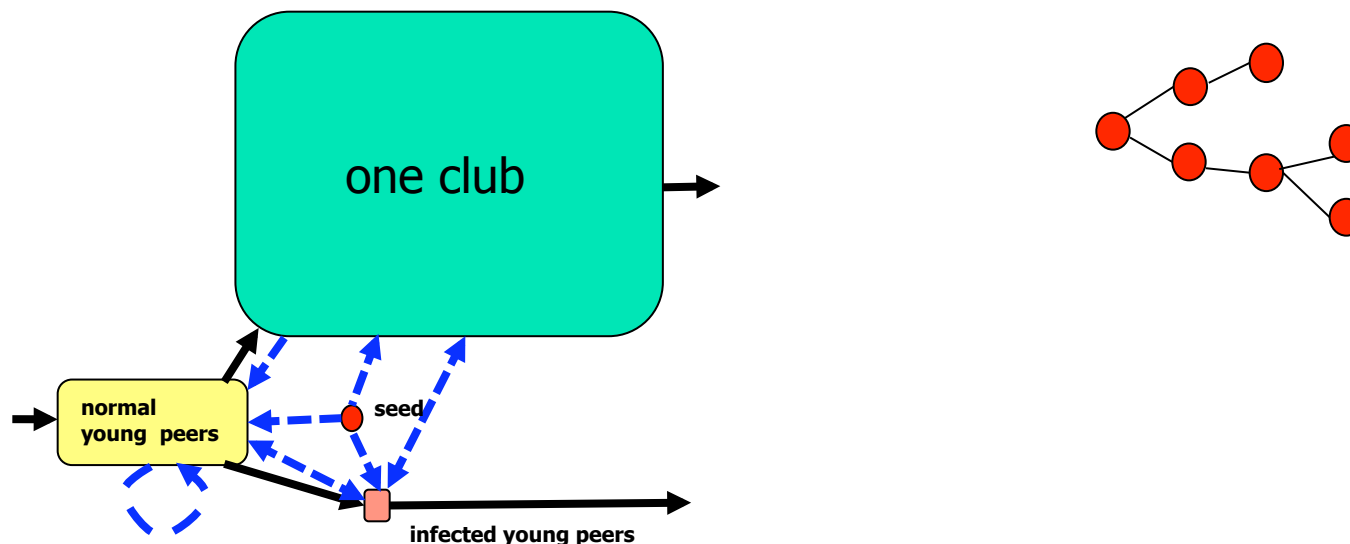 one club
normal
young peers
seed
infected young peers